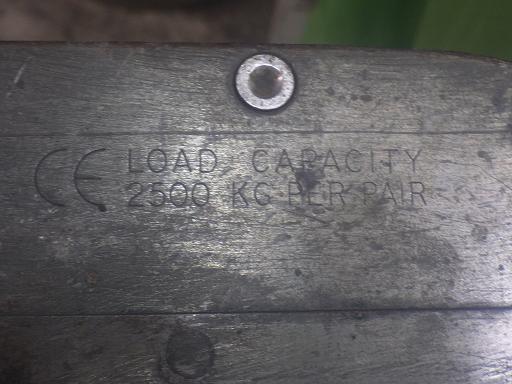 CE LOAD CAPACITY
2500 KG PER PAIR